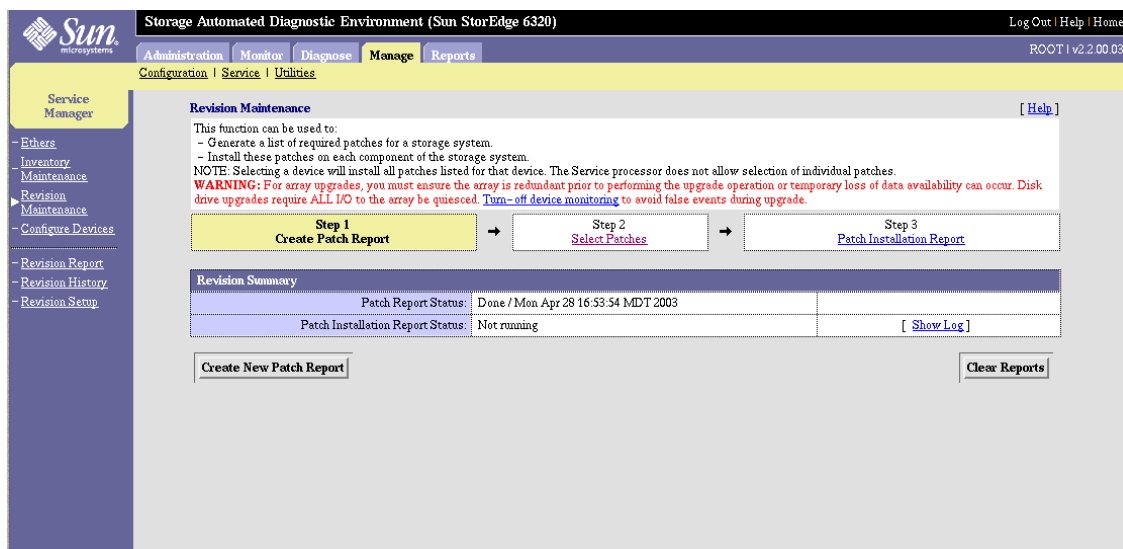 Sun
microsystems
Storage Automated Diagnostic Environment (Sun StorEdge 6320)
Log Out | Help | Home
Administration Monitor Diagnose Manage Reports
ROOT | v2.2.00.03
Configuration | Service | Utilities
Service
Manager
– Ethers
– Inventory
Maintenance
Revision
Maintenance
– Configure Devices
– Revision Report
– Revision History
– Revision Setup
Revision Maintenance
[ Help ]
This function can be used to:
– Generate a list of required patches for a storage system.
– Install these patches on each component of the storage system.
NOTE: Selecting a device will install all patches listed for that device. The Service processor does not allow selection of individual patches.
WARNING: For array upgrades, you must ensure the array is redundant prior to performing the upgrade operation or temporary loss of data availability can occur. Disk
drive upgrades require ALL I/O to the array be quiesced. Turn-off device monitoring to avoid false events during upgrade.
Step 1
Create Patch Report
Step 2
Select Patches
Step 3
Patch Installation Report
Revision Summary
Patch Report Status: Done / Mon Apr 28 16:53:54 MDT 2003
Patch Installation Report Status: Not running [ Show Log ]
Create New Patch Report
Clear Reports